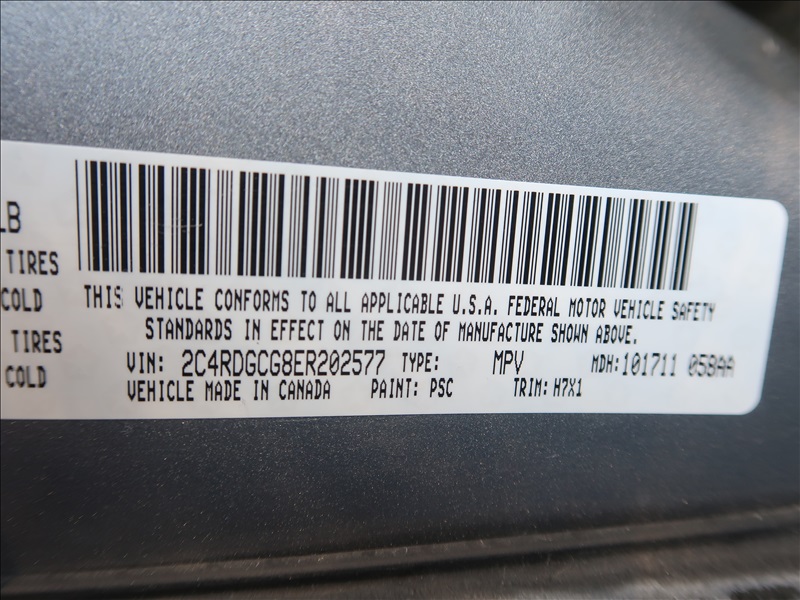 LB
TIRES
COLD
TIRES
COLD
THIS VEHICLE CONFORMS TO ALL APPLICABLE U.S.A. FEDERAL MOTOR VEHICLE SAFETY
STANDARDS IN EFFECT ON THE DATE OF MANUFACTURE SHOWN ABOVE.
VIN: 2C4RDGCG8ER202577 TYPE: MPV MDH:101711 058AA
VEHICLE MADE IN CANADA PAINT: PSC TRIM: H7X1